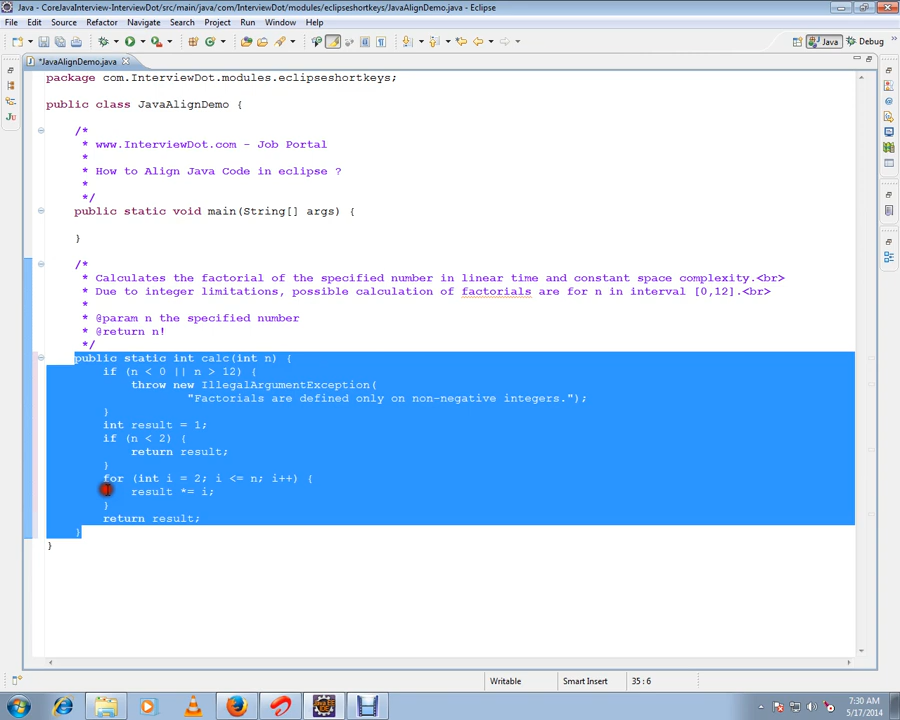 Java - CoreJavaInterview-InterviewDot/src/main/java/com/InterviewDot/modules/eclipseshortkeys/JavaAlignDemo.java - Eclipse
File Edit Source Refactor Navigate Search Project Run Window Help
Java Debug
*JavaAlignDemo.java
package com.InterviewDot.modules.eclipseshortkeys;
public class JavaAlignDemo {
/*
* www.InterviewDot.com - Job Portal
*
* How to Align Java Code in eclipse ?
*
*/
public static void main(String[] args) {
}
/*
* Calculates the factorial of the specified number in linear time and constant space complexity.<br>
* Due to integer limitations, possible calculation of factorials are for n in interval [0,12].<br>
*
* @param n the specified number
* @return n!
*/
public static int calc(int n) {
if (n < 0 || n > 12) {
throw new IllegalArgumentException(
"Factorials are defined only on non-negative integers.");
}
int result = 1;
if (n < 2) {
return result;
}
for (int i = 2; i <= n; i++) {
result *= i;
}
return result;
}
}
Writable Smart Insert 35 : 6
7:30 AM
5/17/2014